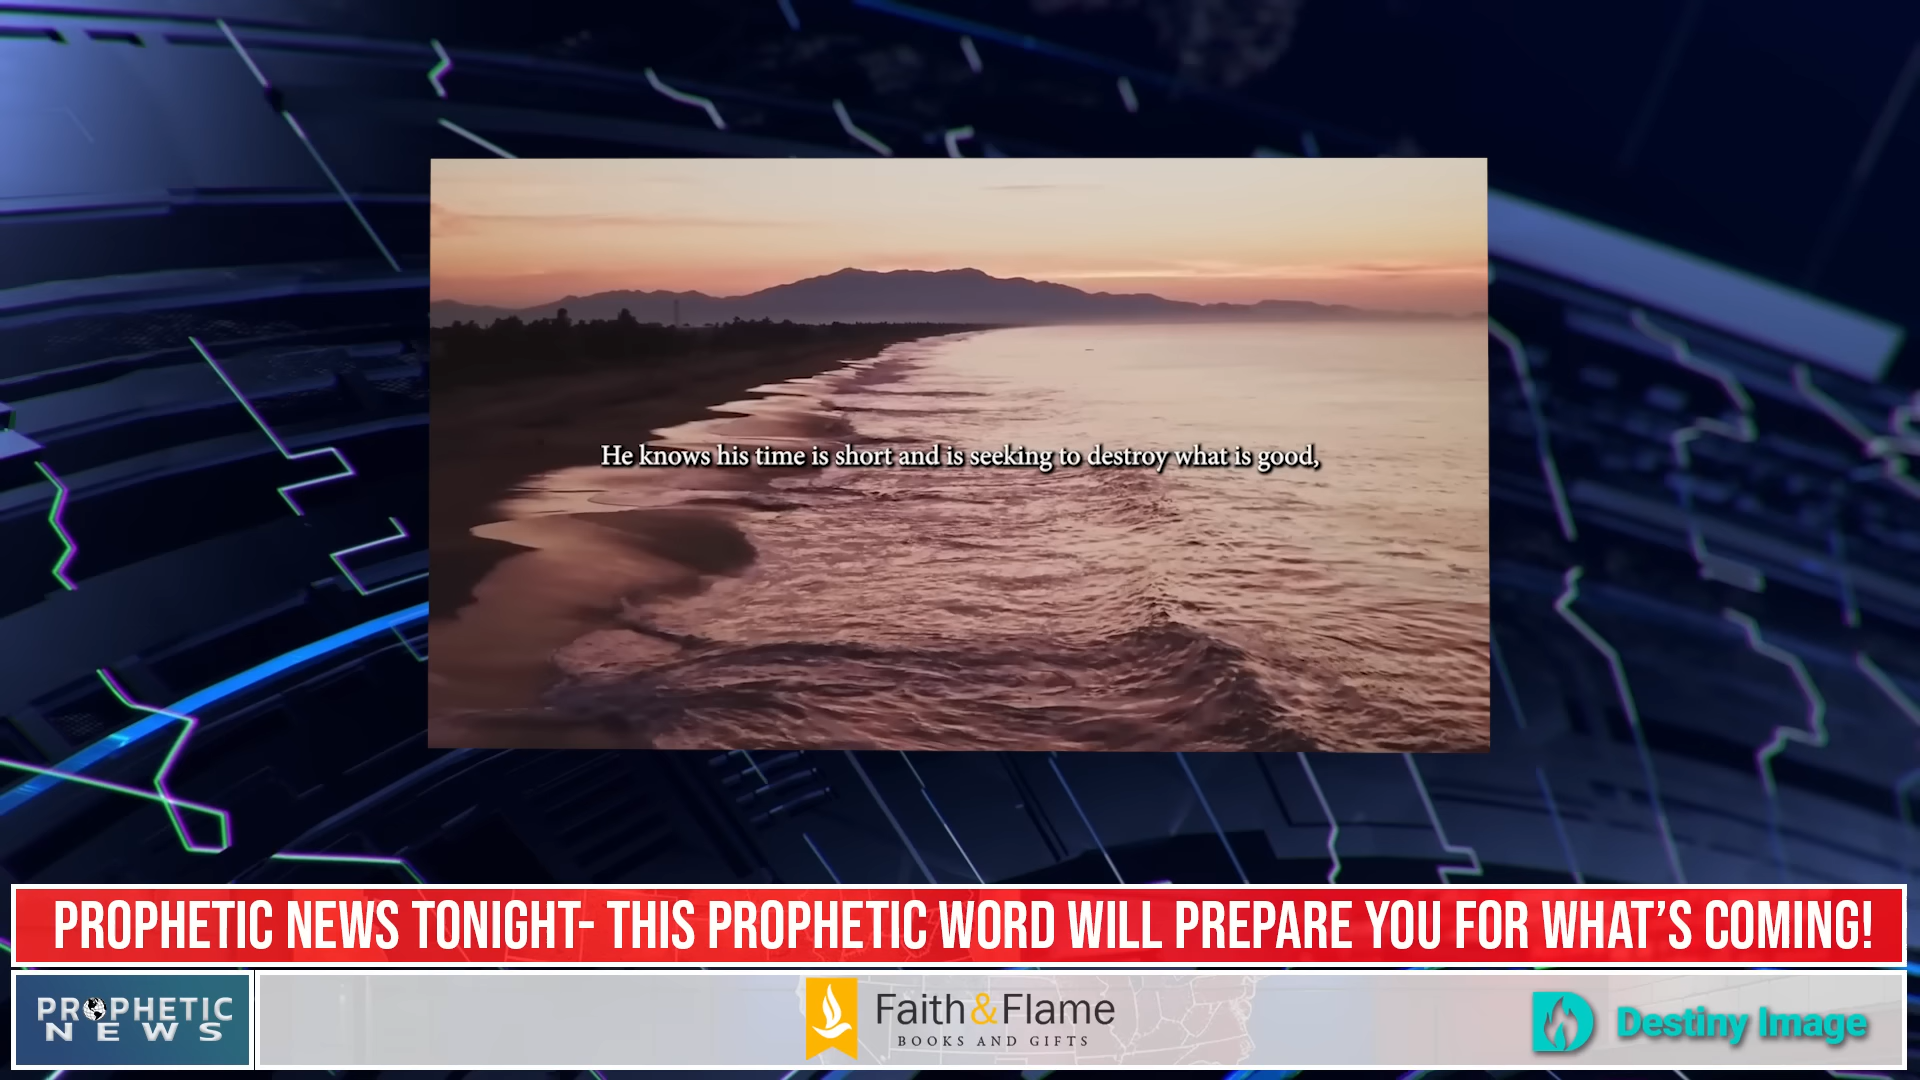 He knows his time is short and is seeking to destroy what is good,
PROPHETIC NEWS TONIGHT- THIS PROPHETIC WORD WILL PREPARE YOU FOR WHAT’S COMING!
PROPHETIC
NEWS
Faith&Flame
BOOKS AND GIFTS
Destiny Image